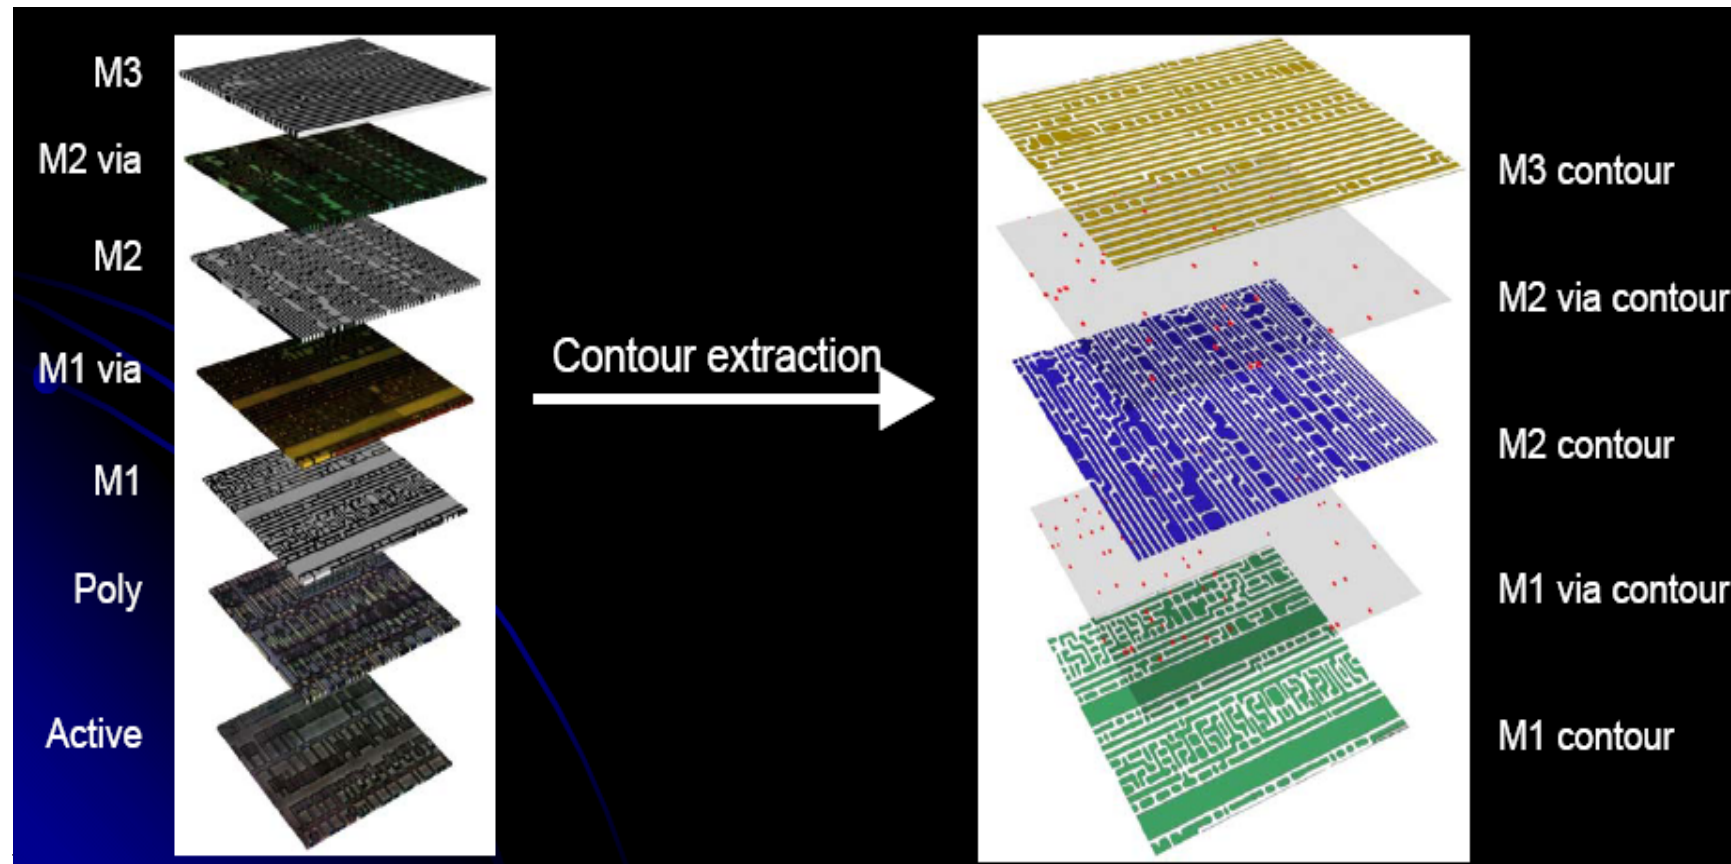 M3
M2 via
M2
M1 via
M1
Poly
Active
Contour extraction
M3 contour
M2 via contour
M2 contour
M1 via contour
M1 contour